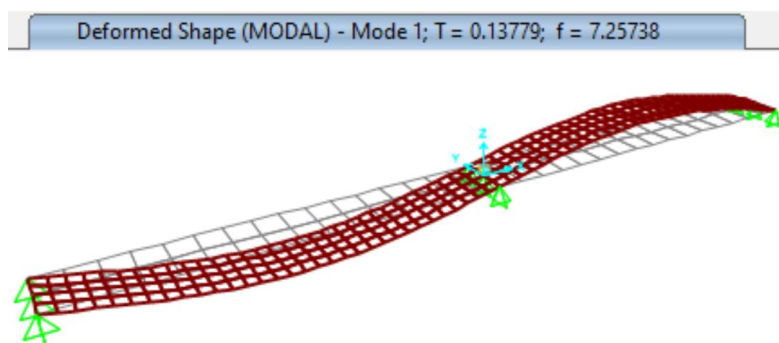 Deformed Shape (MODAL) - Mode 1; T = 0.13779; f = 7.25738
Z
Y
X